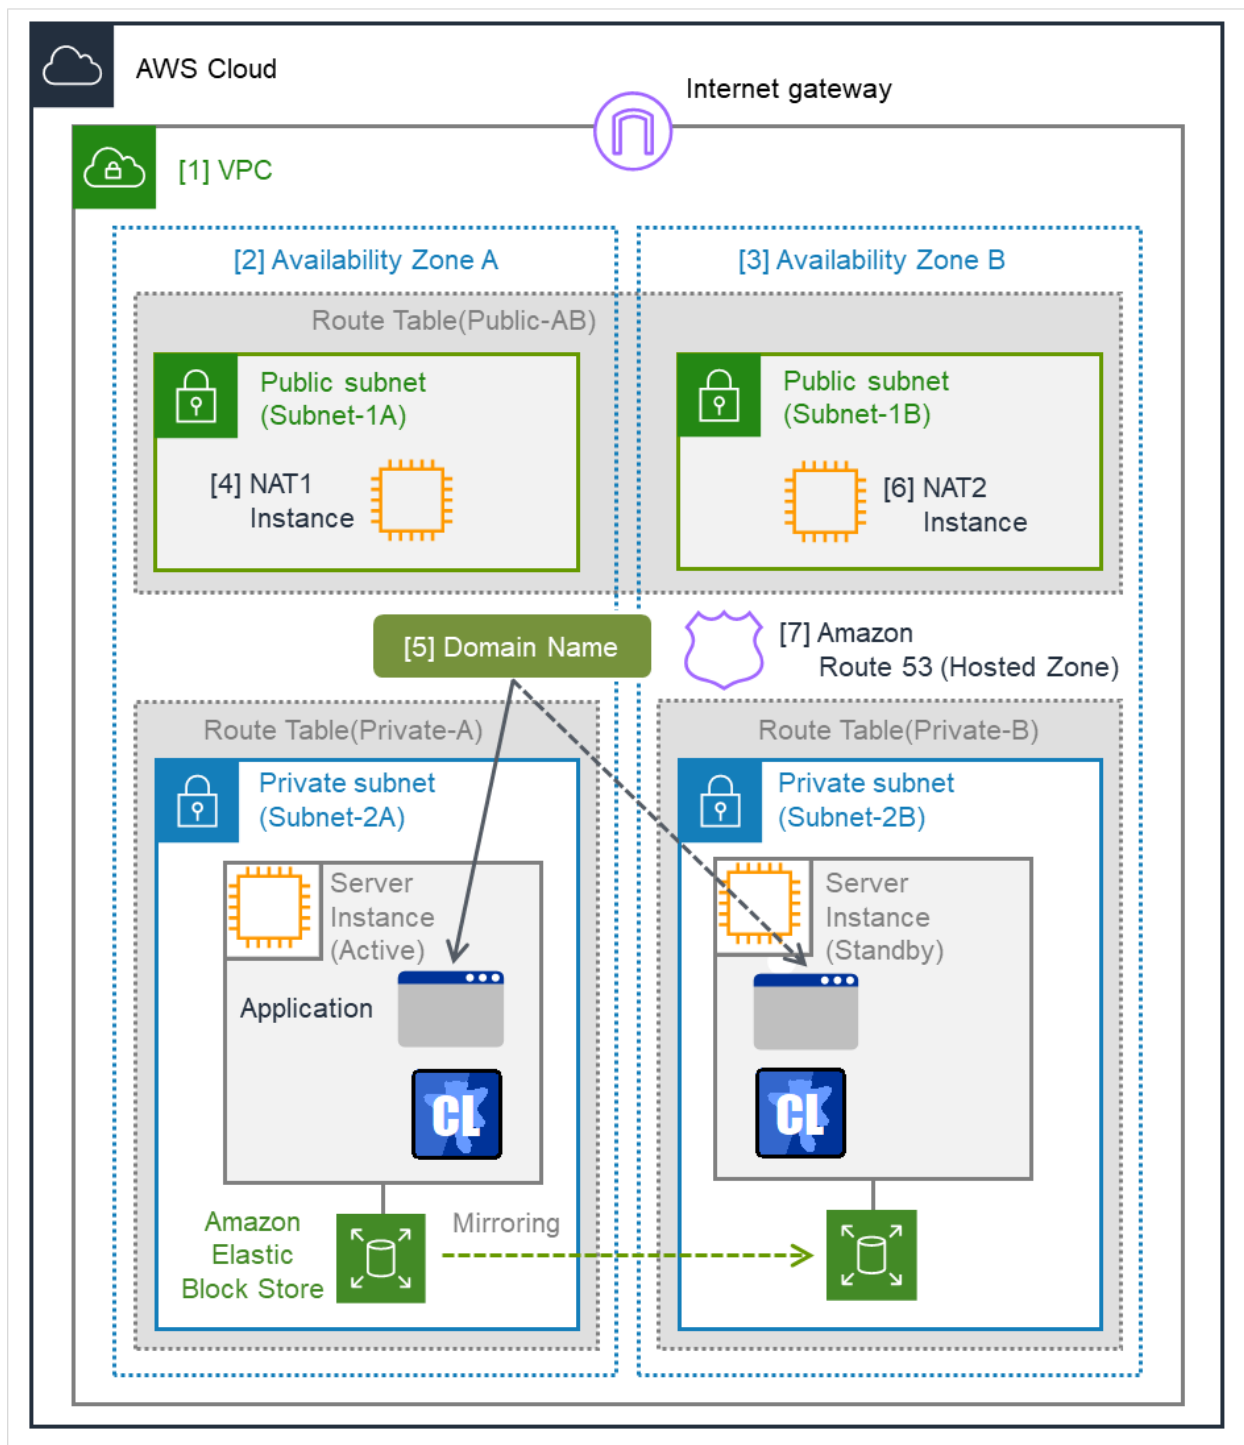 AWS Cloud
Internet gateway
[1] VPC
[2] Availability Zone A
[3] Availability Zone B
Route Table(Public-AB)
Public subnet
(Subnet-1A)
Public subnet
(Subnet-1B)
[4] NAT1
Instance
[6] NAT2
Instance
[5] Domain Name
[7] Amazon
Route 53 (Hosted Zone)
Route Table(Private-A)
Route Table(Private-B)
Private subnet
(Subnet-2A)
Private subnet
(Subnet-2B)
Server
Instance
(Active)
Server
Instance
(Standby)
Application
CL
CL
Amazon
Elastic
Block Store
Mirroring